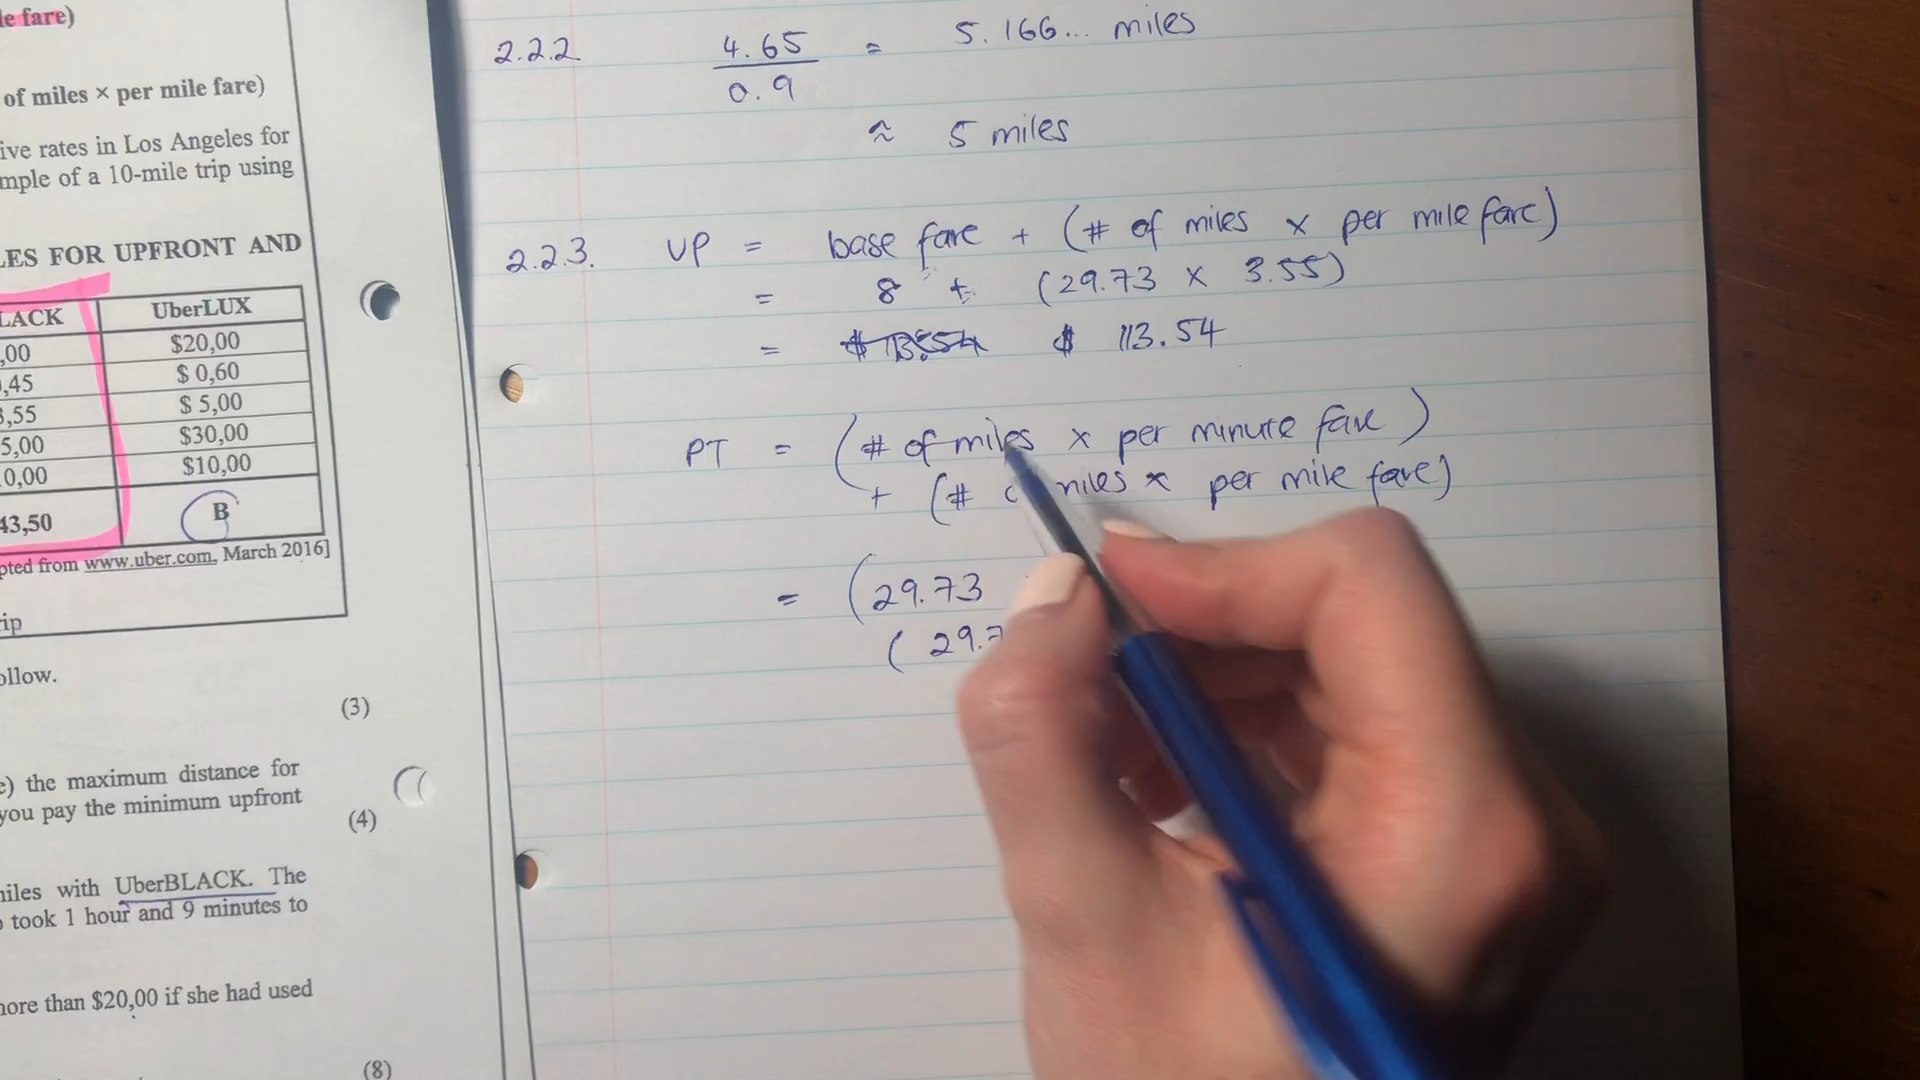 le fare)
of miles × per mile fare)
ive rates in Los Angeles for
mple of a 10-mile trip using
LES FOR UPFRONT AND
LACK UberLUX
,00 $20,00
,45 $ 0,60
3,55 $ 5,00
5,00 $30,00
0,00 $10,00
43,50 B
pted from www.uber.com, March 2016]
rip
ollow.
(3)
e) the maximum distance for
you pay the minimum upfront
(4)
niles with UberBLACK. The
o took 1 hour and 9 minutes to
more than $20,00 if she had used
(8)
2.2.2 4.65 / 0.9 = 5.166... miles
≈ 5 miles
2.2.3. UP = base fare + (# of miles x per mile fare)
= 8 + (29.73 x 3.55)
= $ 113.54
PT = (# of miles x per minute fare)
+ (# miles x per mile fare)
= (29.73
(29.7